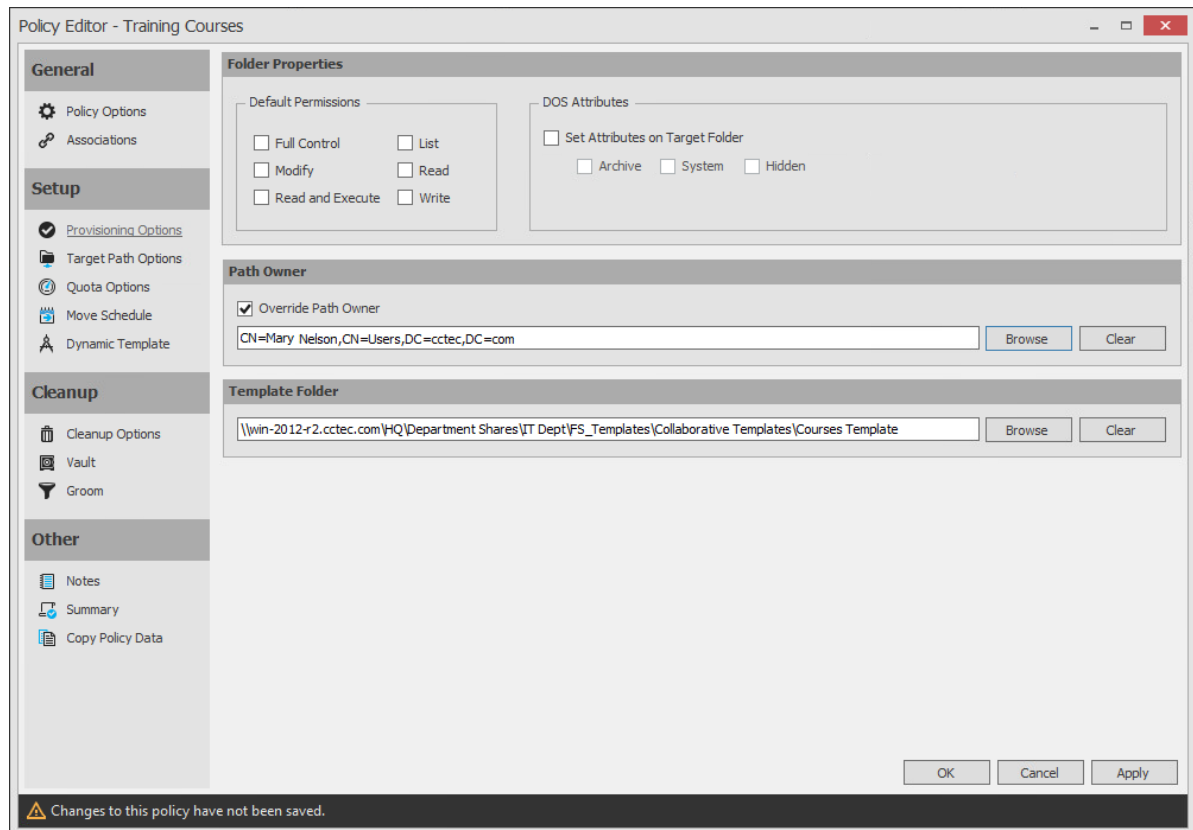 Policy Editor - Training Courses
General
Policy Options
Associations
Setup
Provisioning Options
Target Path Options
Quota Options
Move Schedule
Dynamic Template
Cleanup
Cleanup Options
Vault
Groom
Other
Notes
Summary
Copy Policy Data
Folder Properties
Default Permissions
Full Control List
Modify Read
Read and Execute Write
DOS Attributes
Set Attributes on Target Folder
Archive System Hidden
Path Owner
Override Path Owner
CN=Mary Nelson,CN=Users,DC=cctec,DC=com Browse Clear
Template Folder
\\win-2012-r2.cctec.com\HQ\Department Shares\IT Dept\FS_Templates\Collaborative Templates\Courses Template Browse Clear
OK Cancel Apply
Changes to this policy have not been saved.